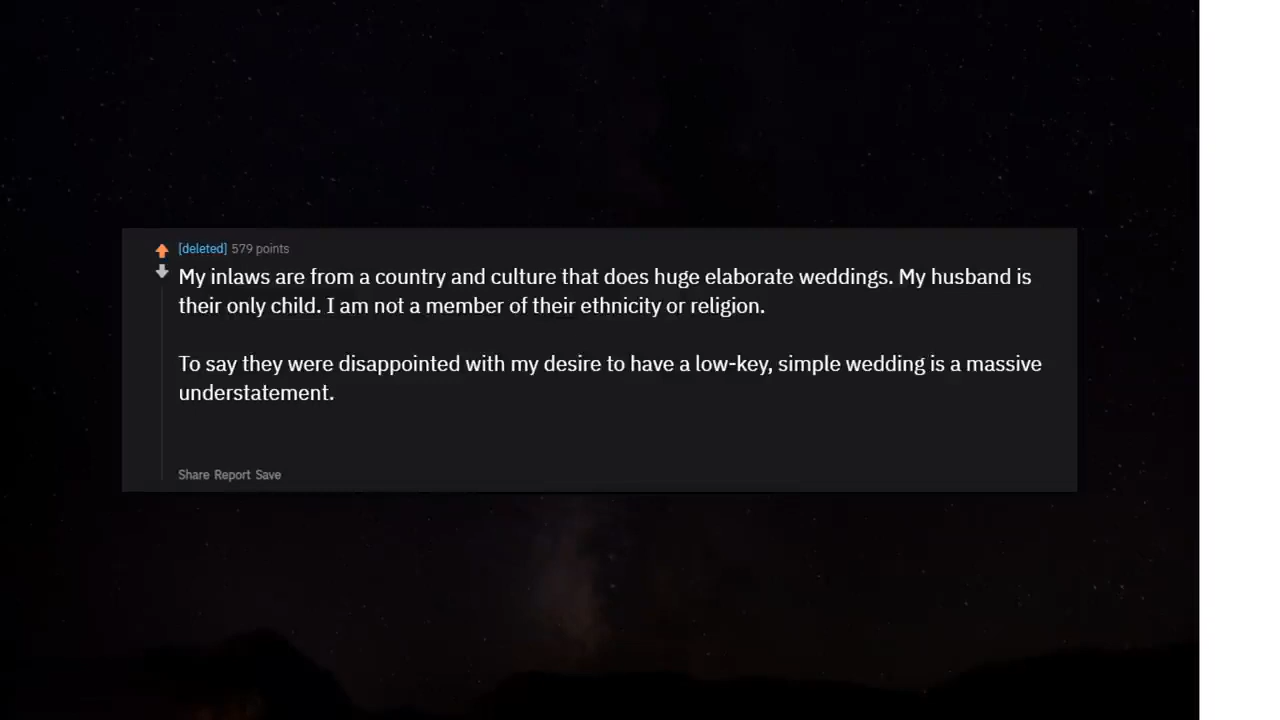 [deleted] 579 points
My inlaws are from a country and culture that does huge elaborate weddings. My husband is
their only child. I am not a member of their ethnicity or religion.
To say they were disappointed with my desire to have a low-key, simple wedding is a massive
understatement.
Share Report Save